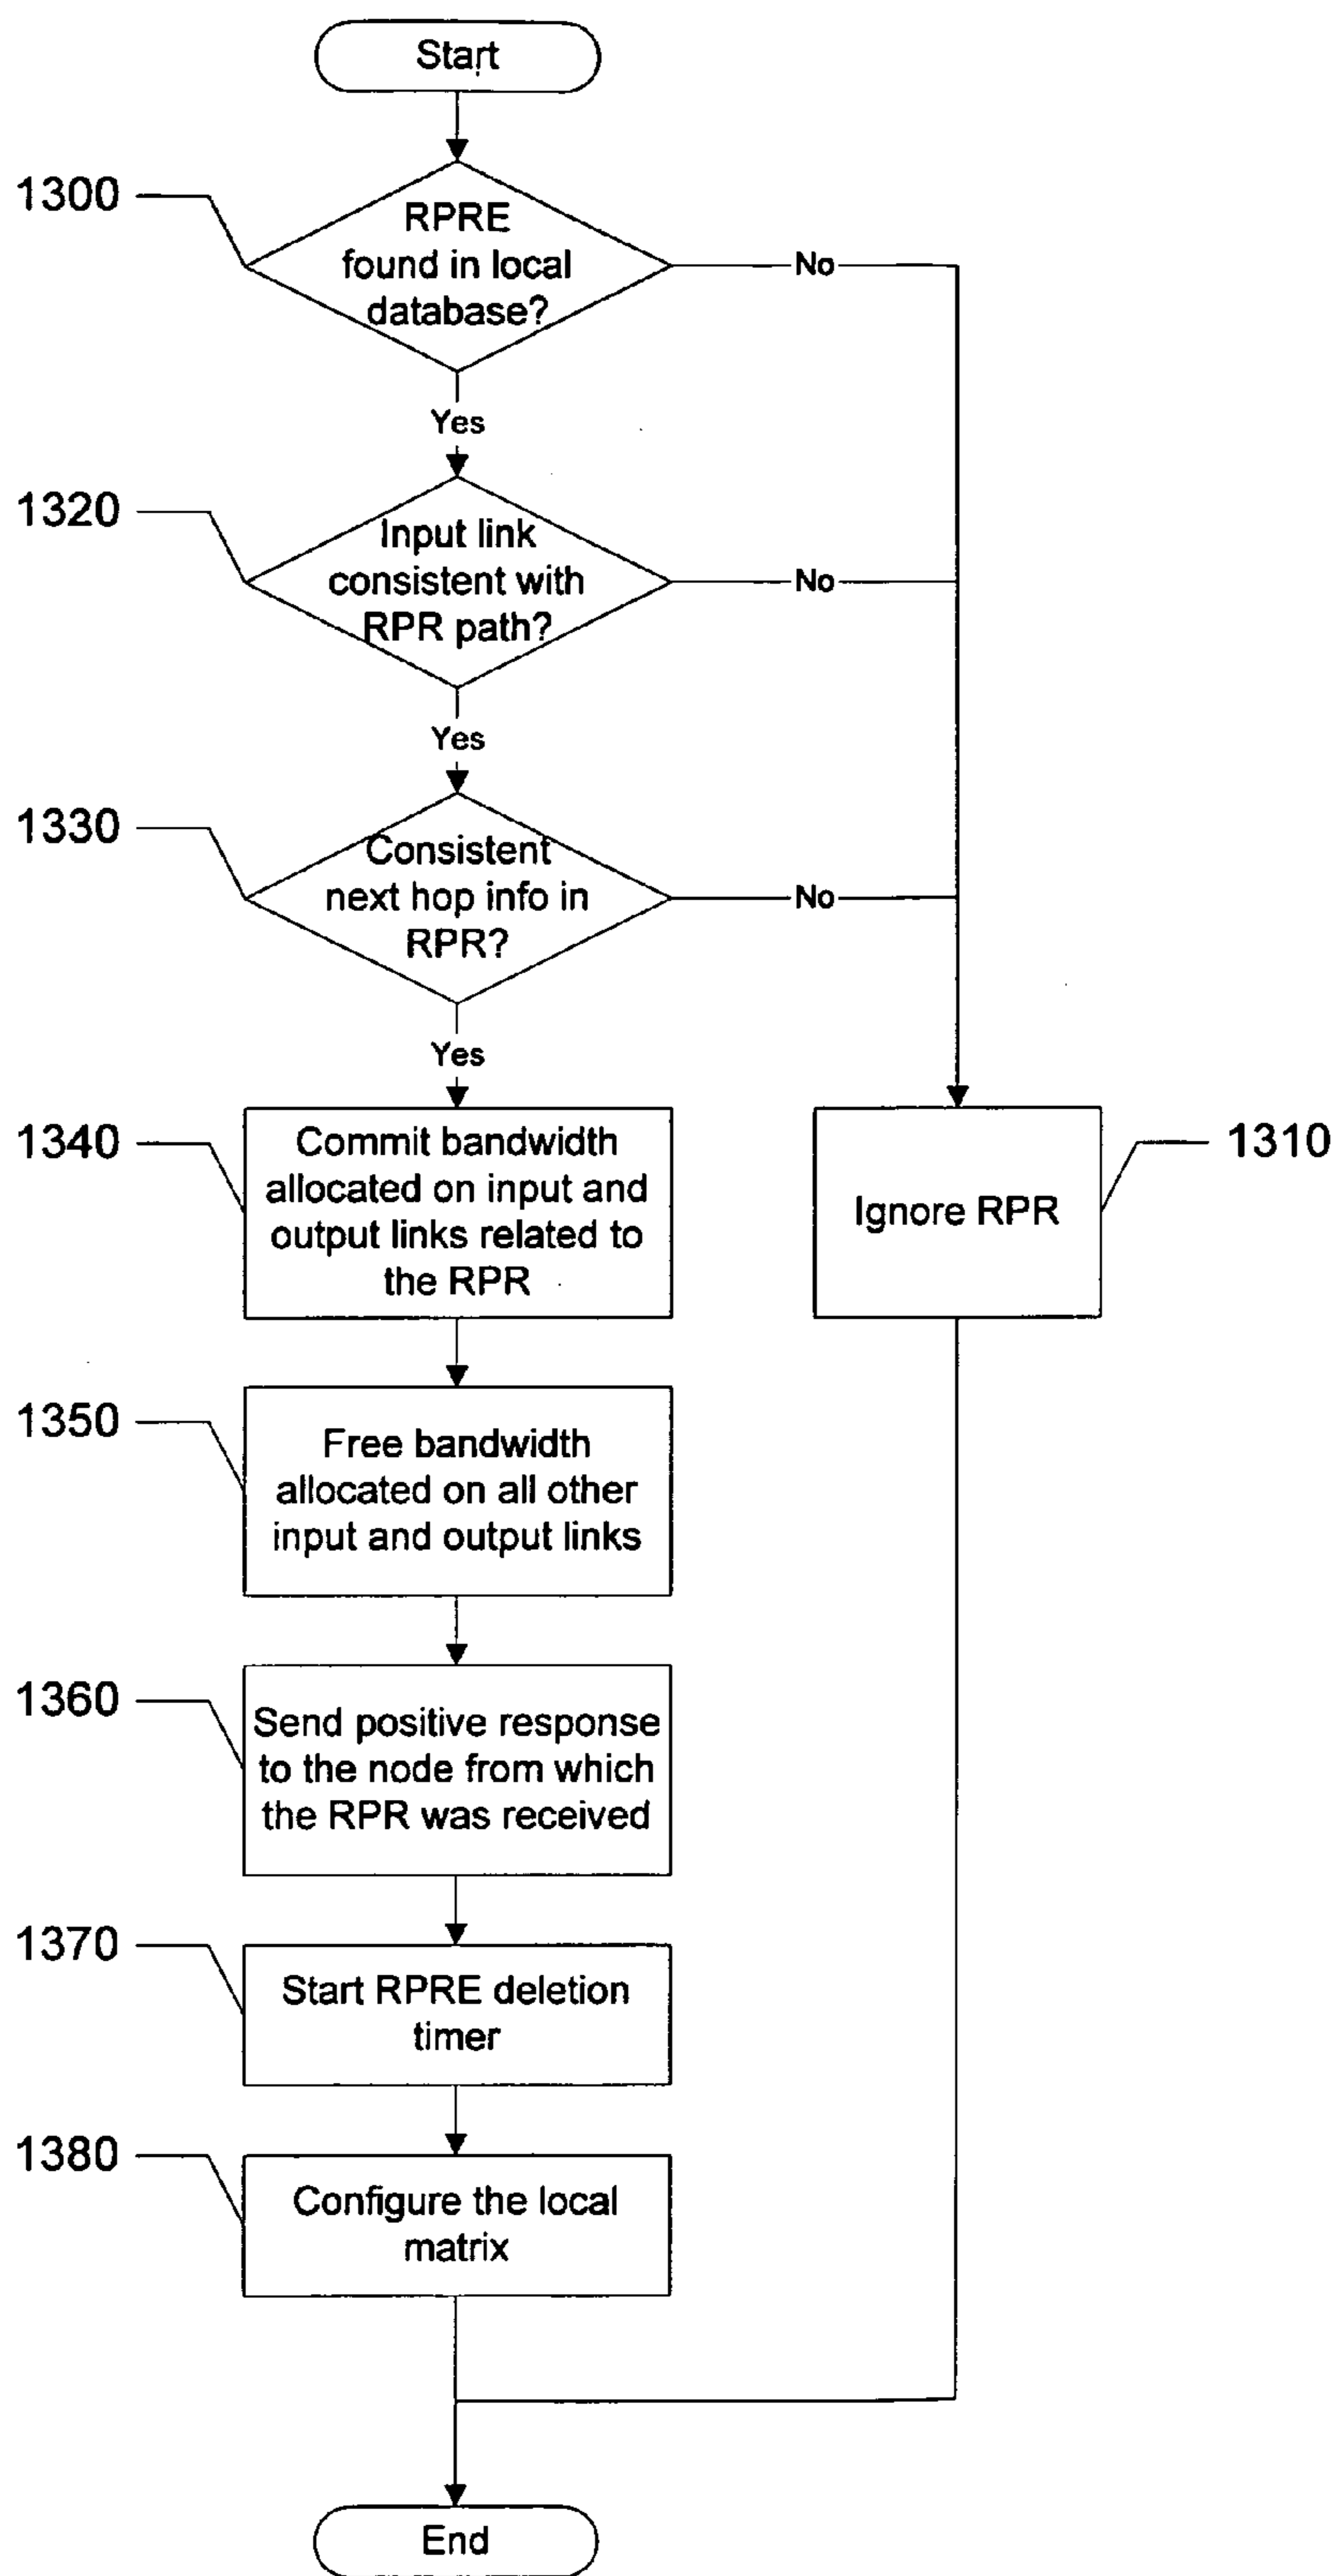 Start
1300
RPRE
found in local
database?
No
Yes
1320
Input link
consistent with
RPR path?
No
Yes
1330
Consistent
next hop info in
RPR?
No
Yes
1340
Commit bandwidth
allocated on input and
output links related to
the RPR
Ignore RPR
1310
1350
Free bandwidth
allocated on all other
input and output links
1360
Send positive response
to the node from which
the RPR was received
1370
Start RPRE deletion
timer
1380
Configure the local
matrix
End